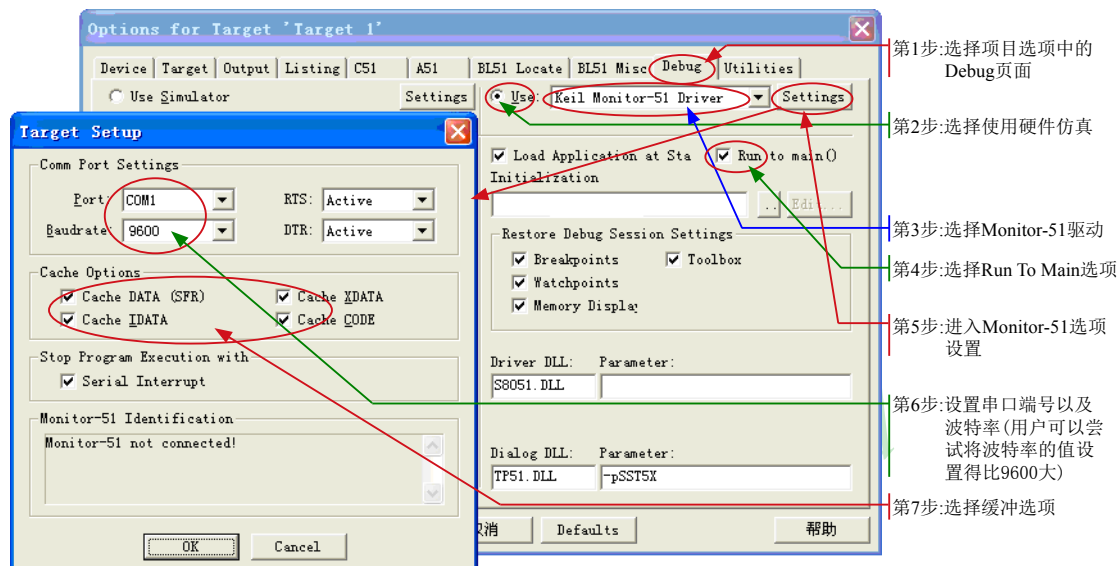 Options for Target 'Target 1'
Device Target Output Listing C51 A51 BL51 Locate BL51 Misc Debug Utilities
Use Simulator Settings
Use: Keil Monitor-51 Driver Settings
Load Application at Sta Run to main()
Initialization
.. Edit...
Restore Debug Session Settings
Breakpoints Toolbox
Watchpoints
Memory Display
Driver DLL: Parameter:
S8051.DLL
Dialog DLL: Parameter:
TP51.DLL -pSST5X
取消 Defaults 帮助
Target Setup
Comm Port Settings
Port: COM1 RTS: Active
Baudrate: 9600 DTR: Active
Cache Options
Cache DATA (SFR) Cache XDATA
Cache IDATA Cache CODE
Stop Program Execution with
Serial Interrupt
Monitor-51 Identification
Monitor-51 not connected!
OK Cancel
第1步:选择项目选项中的
Debug页面
第2步:选择使用硬件仿真
第3步:选择Monitor-51驱动
第4步:选择Run To Main选项
第5步:进入Monitor-51选项
设置
第6步:设置串口端号以及
波特率(用户可以尝
试将波特率的值设
置得比9600大)
第7步:选择缓冲选项